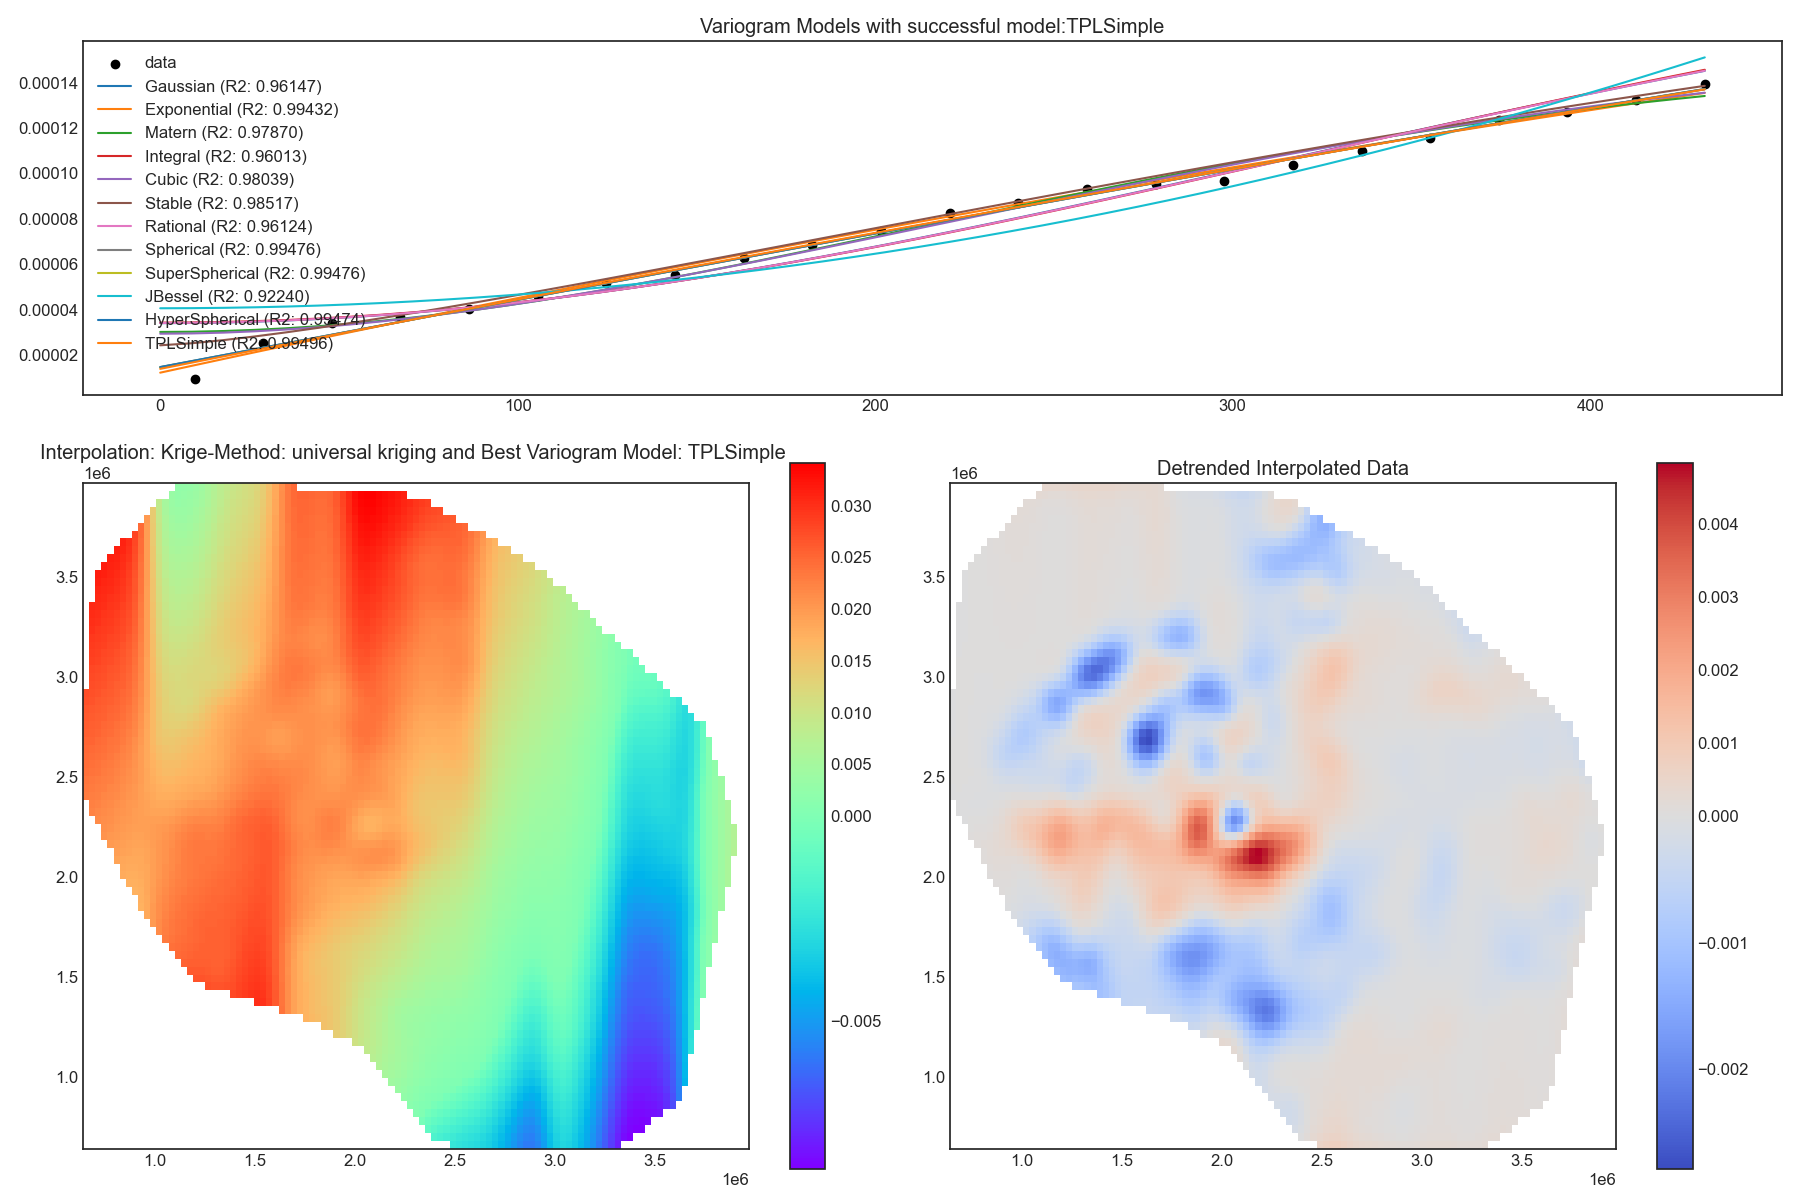 Variogram Models with successful model:TPLSimple
data
Gaussian (R2: 0.96147)
Exponential (R2: 0.99432)
Matern (R2: 0.97870)
Integral (R2: 0.96013)
Cubic (R2: 0.98039)
Stable (R2: 0.98517)
Rational (R2: 0.96124)
Spherical (R2: 0.99476)
SuperSpherical (R2: 0.99476)
JBessel (R2: 0.92240)
HyperSpherical (R2: 0.99474)
TPLSimple (R2: 0.99496)
0.00014
0.00012
0.00010
0.00008
0.00006
0.00004
0.00002
0 100 200 300 400
Interpolation: Krige-Method: universal kriging and Best Variogram Model: TPLSimple
1e6
3.5
3.0
2.5
2.0
1.5
1.0
1.0 1.5 2.0 2.5 3.0 3.5
1e6
0.030
0.025
0.020
0.015
0.010
0.005
0.000
−0.005
Detrended Interpolated Data
1e6
3.5
3.0
2.5
2.0
1.5
1.0
1.0 1.5 2.0 2.5 3.0 3.5
1e6
0.004
0.003
0.002
0.001
0.000
−0.001
−0.002